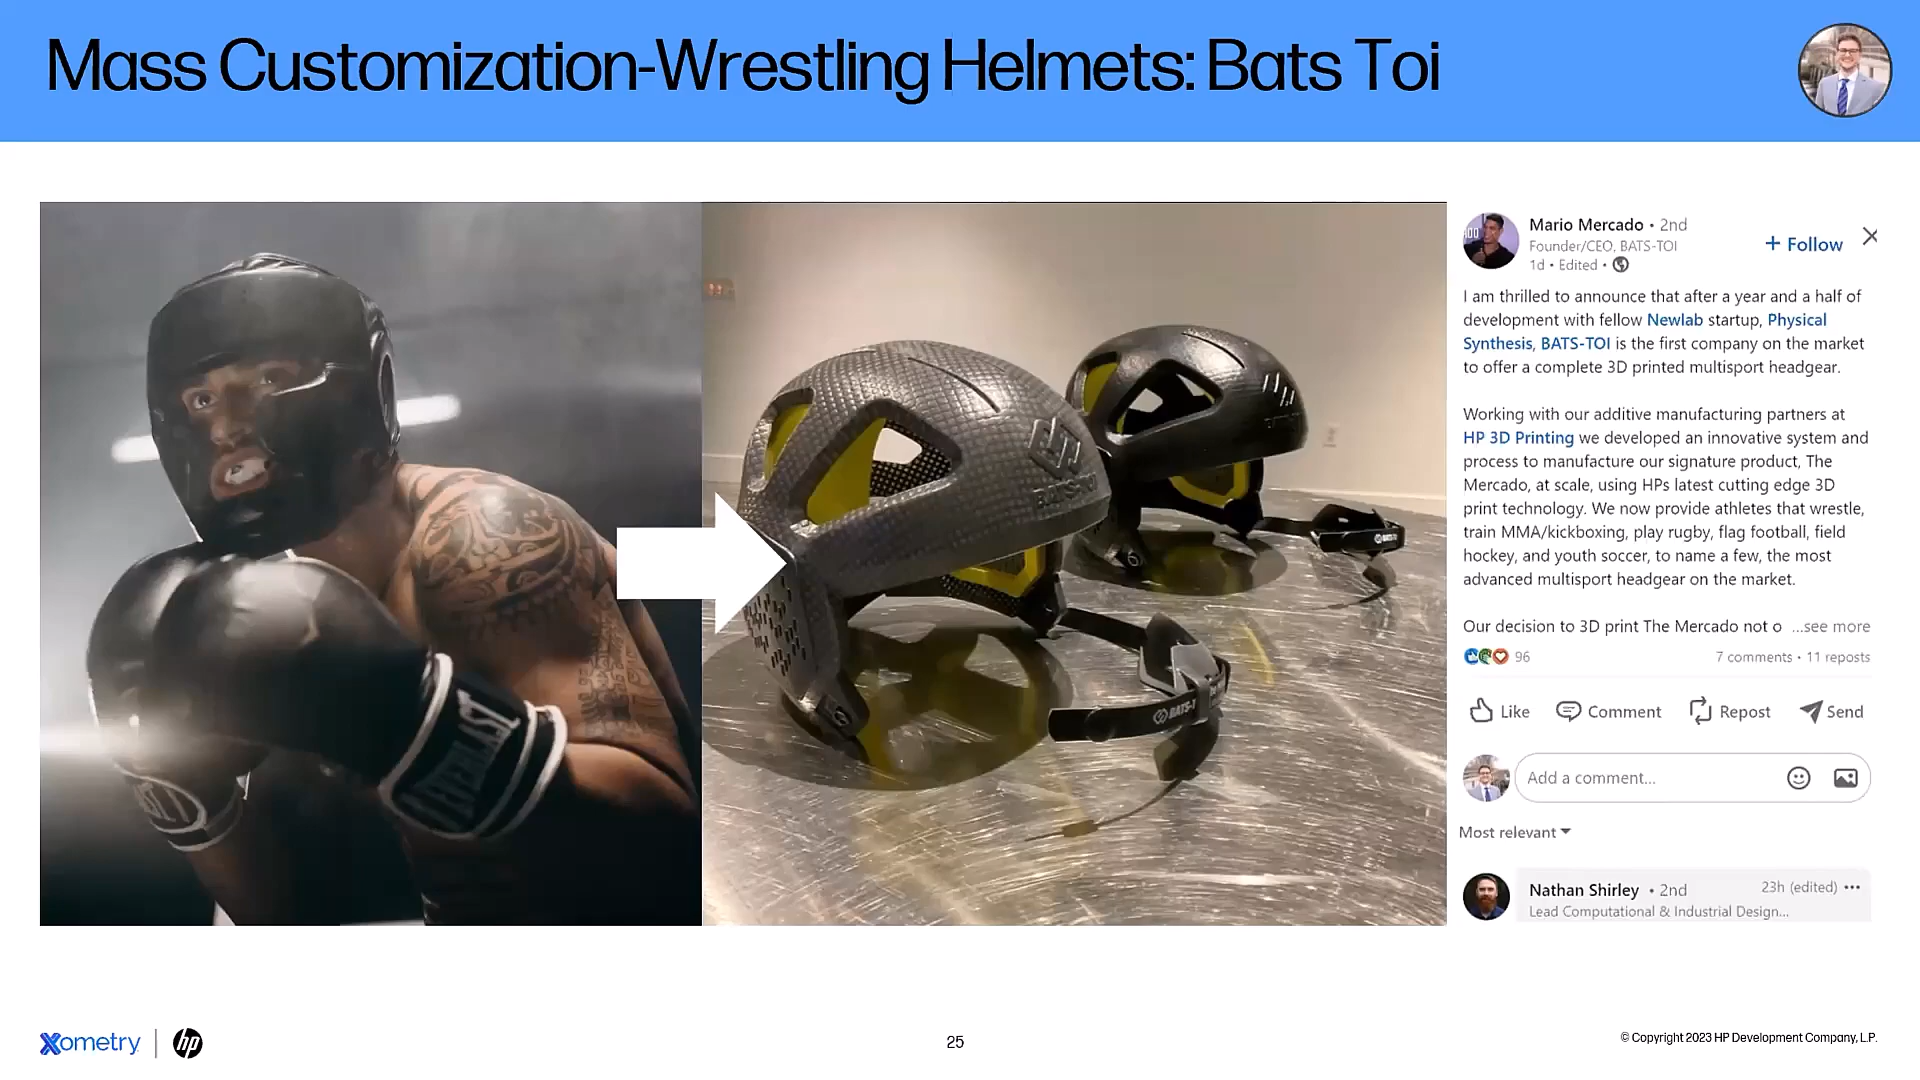 Mass Customization-Wrestling Helmets: Bats Toi
EVERLAST
BATS-T
Mario Mercado • 2nd
Founder/CEO, BATS-TOI
1d • Edited •
+ Follow
I am thrilled to announce that after a year and a half of
development with fellow Newlab startup, Physical
Synthesis, BATS-TOI is the first company on the market
to offer a complete 3D printed multisport headgear.
Working with our additive manufacturing partners at
HP 3D Printing we developed an innovative system and
process to manufacture our signature product, The
Mercado, at scale, using HPs latest cutting edge 3D
print technology. We now provide athletes that wrestle,
train MMA/kickboxing, play rugby, flag football, field
hockey, and youth soccer, to name a few, the most
advanced multisport headgear on the market.
Our decision to 3D print The Mercado not o ...see more
96
7 comments • 11 reposts
Like Comment Repost Send
Add a comment...
Most relevant
Nathan Shirley • 2nd
23h (edited) •••
Lead Computational & Industrial Design...
Xometry | hp
25
© Copyright 2023 HP Development Company, L.P.